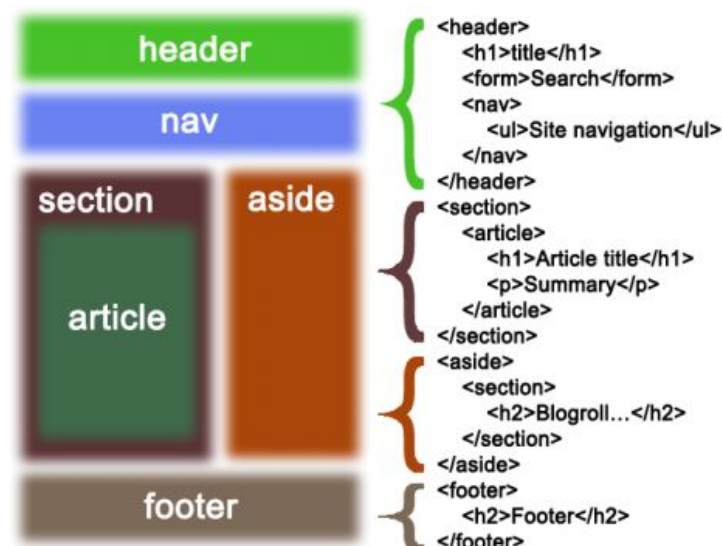 header
nav
section
aside
article
footer
<header>
<h1>title</h1>
<form>Search</form>
<nav>
<ul>Site navigation</ul>
</nav>
</header>
<section>
<article>
<h1>Article title</h1>
<p>Summary</p>
</article>
</section>
<aside>
<section>
<h2>Blogroll...</h2>
</section>
</aside>
<footer>
<h2>Footer</h2>
</footer>